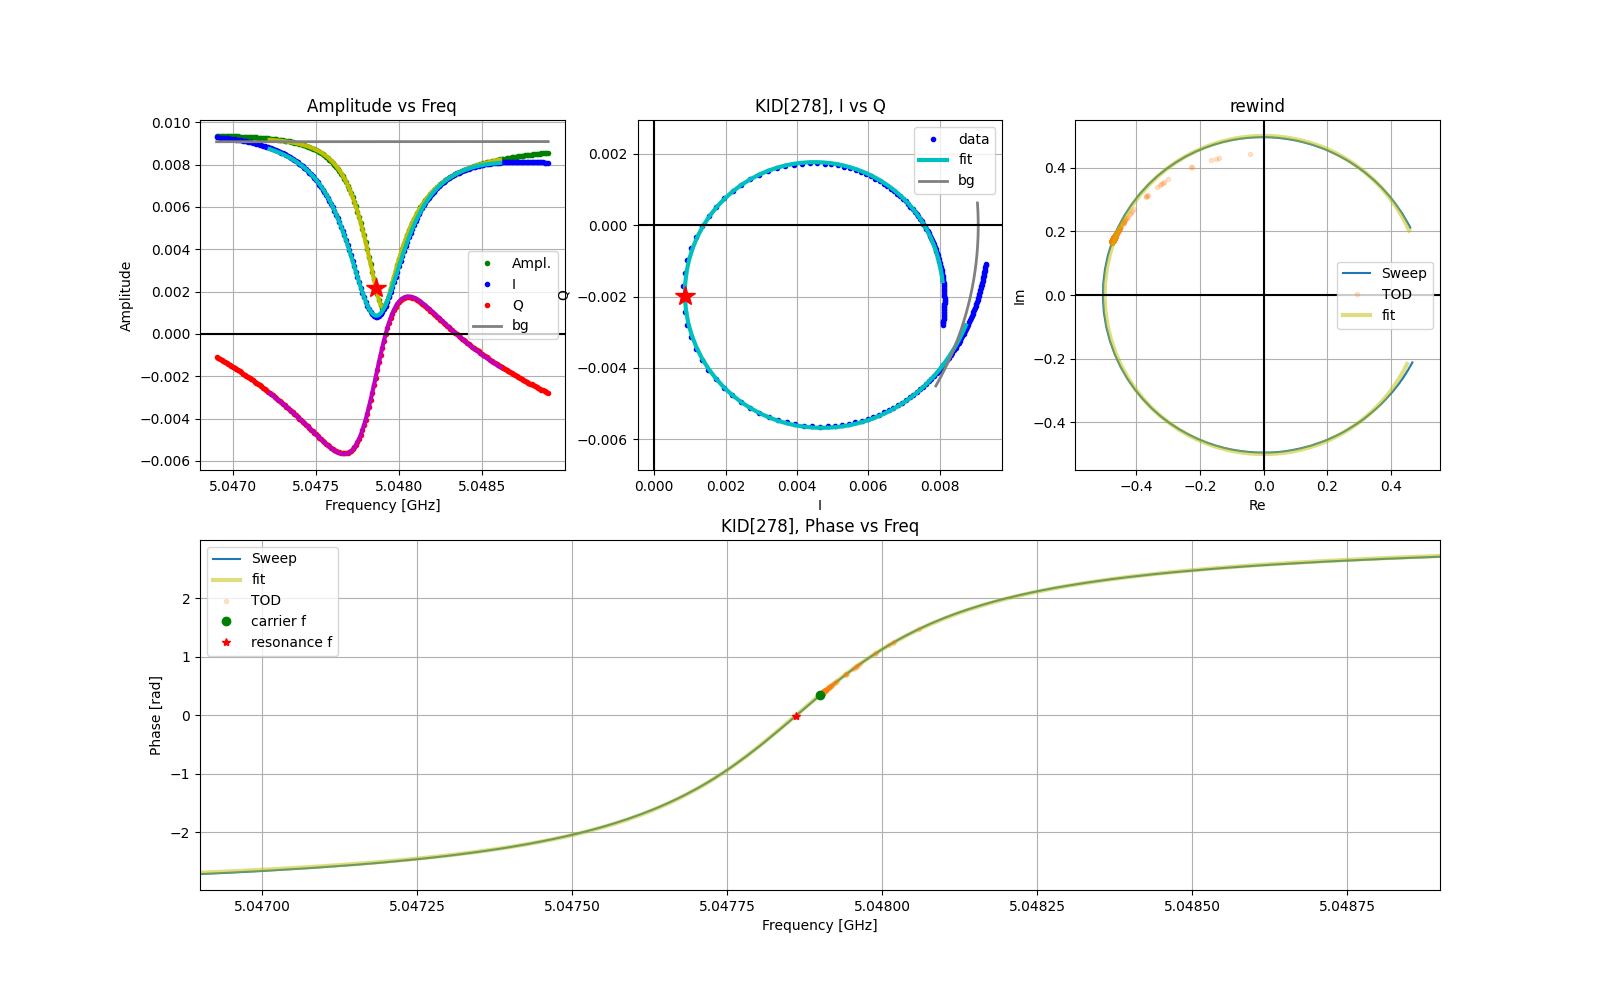 Amplitude vs Freq
0.010
0.008
0.006
0.004
0.002
0.000
−0.002
−0.004
−0.006
Amplitude
Ampl.
I
Q
bg
5.0470
5.0475
5.0480
5.0485
Frequency [GHz]
KID[278], I vs Q
0.002
0.000
−0.002
−0.004
−0.006
Q
data
fit
bg
0.000
0.002
0.004
0.006
0.008
I
rewind
0.4
0.2
0.0
−0.2
−0.4
Im
Sweep
TOD
fit
−0.4
−0.2
0.0
0.2
0.4
Re
KID[278], Phase vs Freq
2
1
0
−1
−2
Phase [rad]
Sweep
fit
TOD
carrier f
resonance f
5.04700
5.04725
5.04750
5.04775
5.04800
5.04825
5.04850
5.04875
Frequency [GHz]